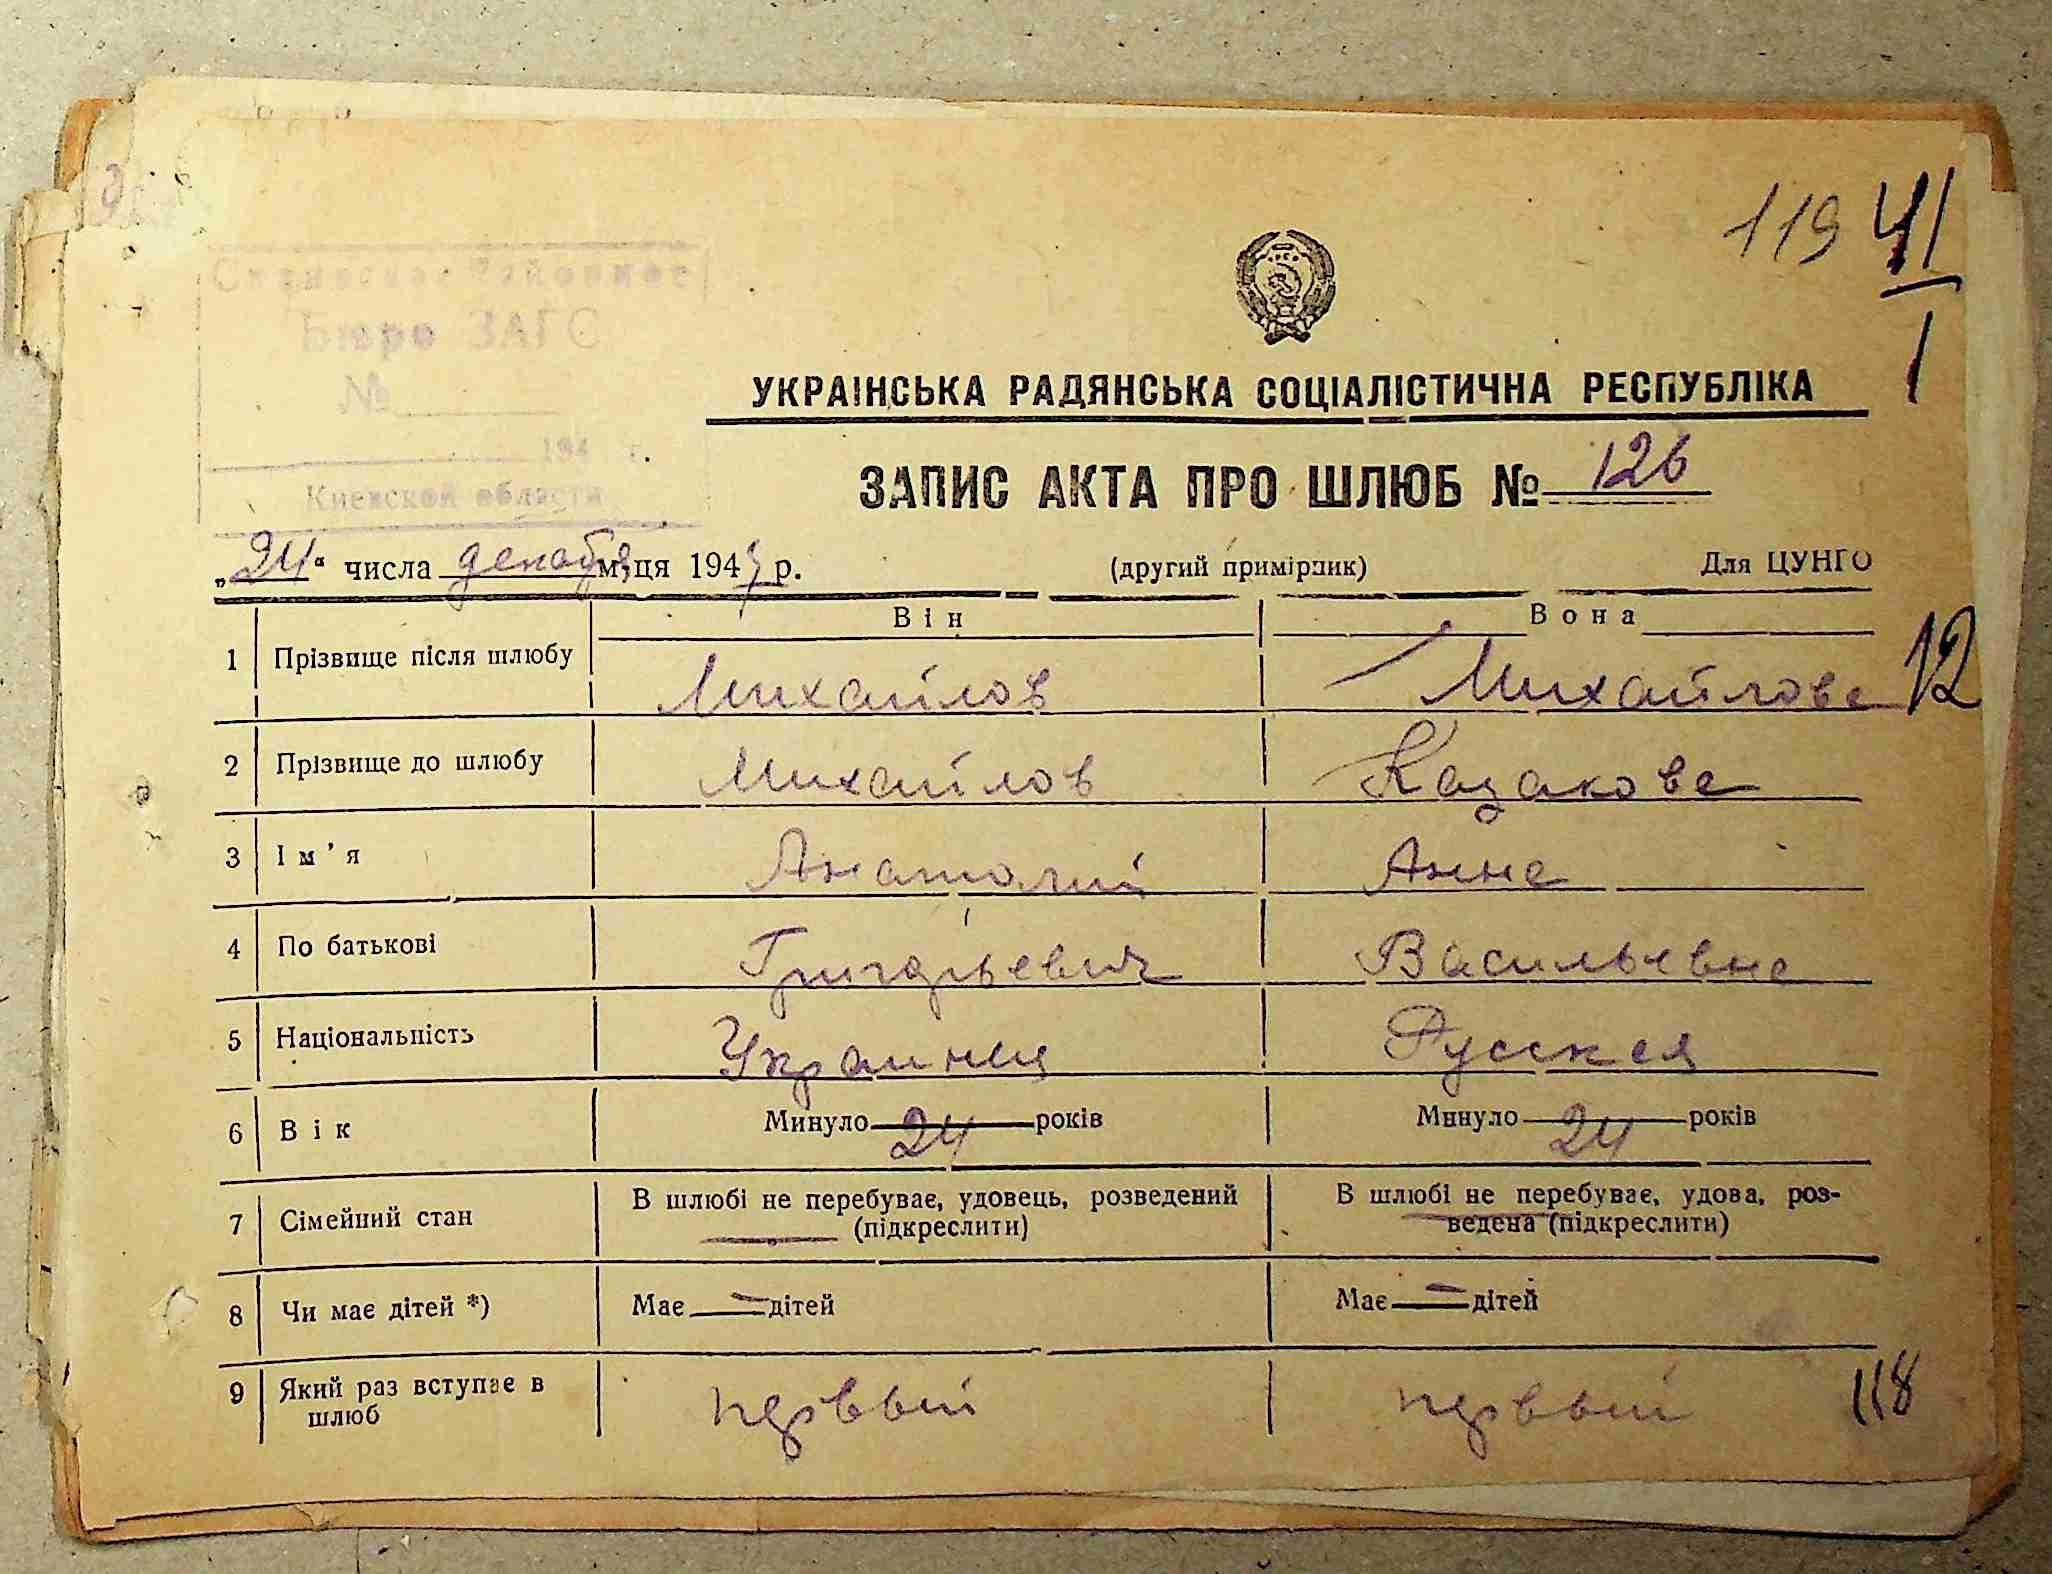 119 41
1
Бюро ЗАГС
№
194 г.
Киевской области
УКРАЇНСЬКА РАДЯНСЬКА СОЦІАЛІСТИЧНА РЕСПУБЛІКА
ЗАПИС АКТА ПРО ШЛЮБ № 126
„24“ числа декабря м-ця 194 р. (другий примірник) Для ЦУНГО
Він Вона
1 Прізвище після шлюбу Михайлов Михайлова 12
2 Прізвище до шлюбу Михайлов Казакова
3 Ім'я Анатолий Анна
4 По батькові Григорьевич Васильевна
5 Національність Украинец Русская
6 Вік Минуло 24 років Минуло 24 років
7 Сімейний стан В шлюбі не перебуває, удовець, розведений В шлюбі не перебуває, удова, роз-
(підкреслити) ведена (підкреслити)
8 Чи має дітей *) Має — дітей Має — дітей
9 Який раз вступає в первый первый 118
шлюб